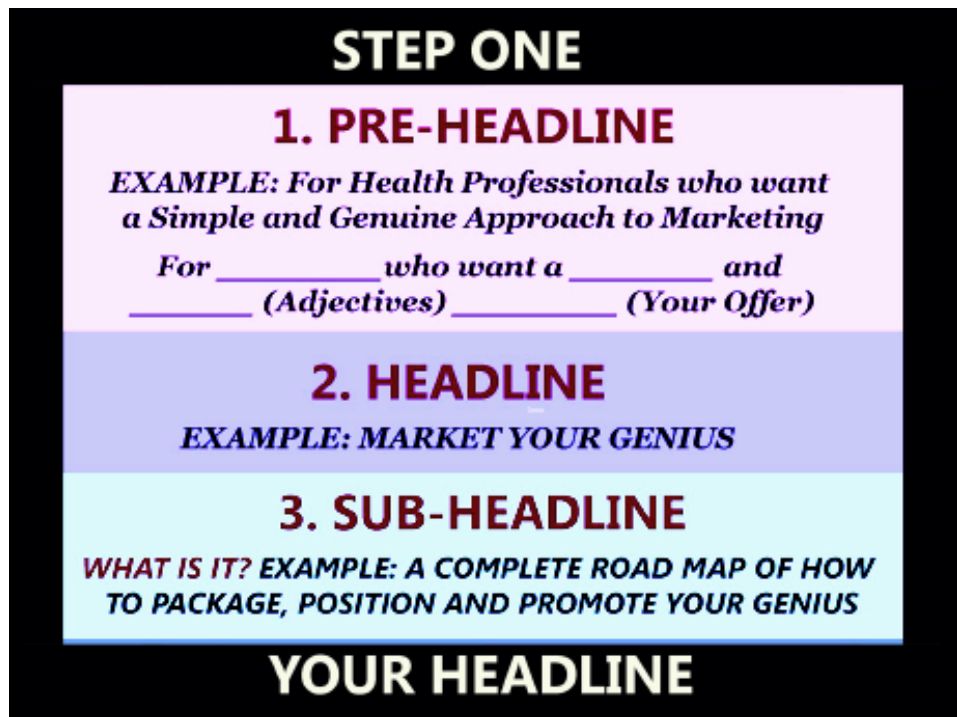 STEP ONE
1. PRE-HEADLINE
EXAMPLE: For Health Professionals who want
a Simple and Genuine Approach to Marketing
For ________ who want a _______ and
______ (Adjectives) ________ (Your Offer)
2. HEADLINE
EXAMPLE: MARKET YOUR GENIUS
3. SUB-HEADLINE
WHAT IS IT? EXAMPLE: A COMPLETE ROAD MAP OF HOW
TO PACKAGE, POSITION AND PROMOTE YOUR GENIUS
YOUR HEADLINE